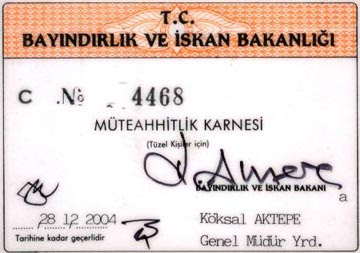 T.C.
BAYINDIRLIK VE İSKAN BAKANLIĞI
C .No 4468
MÜTEAHHİTLİK KARNESİ
(Tüzel Kişiler için)
BAYINDIRLIK VE İSKAN BAKANI
a
28 12 2004 Köksal AKTEPE
Tarihine kadar geçerlidir Genel Müdür Yrd.